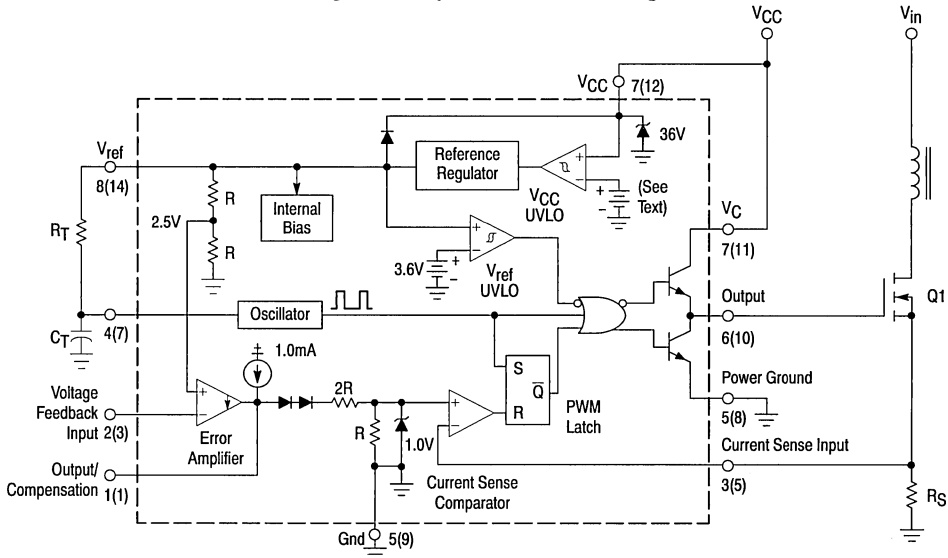 VCC
Vin
VCC
7(12)
36V
Vref
8(14)
R
Reference
Regulator
+
−
VCC
UVLO
+
−
(See
Text)
Internal
Bias
RT
2.5V
R
+
−
3.6V
+
−
Vref
UVLO
VC
7(11)
Q1
Output
6(10)
Oscillator
4(7)
CT
1.0mA
S
Q
R
PWM
Latch
Voltage
Feedback
Input 2(3)
+
−
Error
Amplifier
2R
R
1.0V
+
−
Power Ground
5(8)
Output/
Compensation 1(1)
Current Sense
Comparator
Current Sense Input
3(5)
RS
Gnd 5(9)